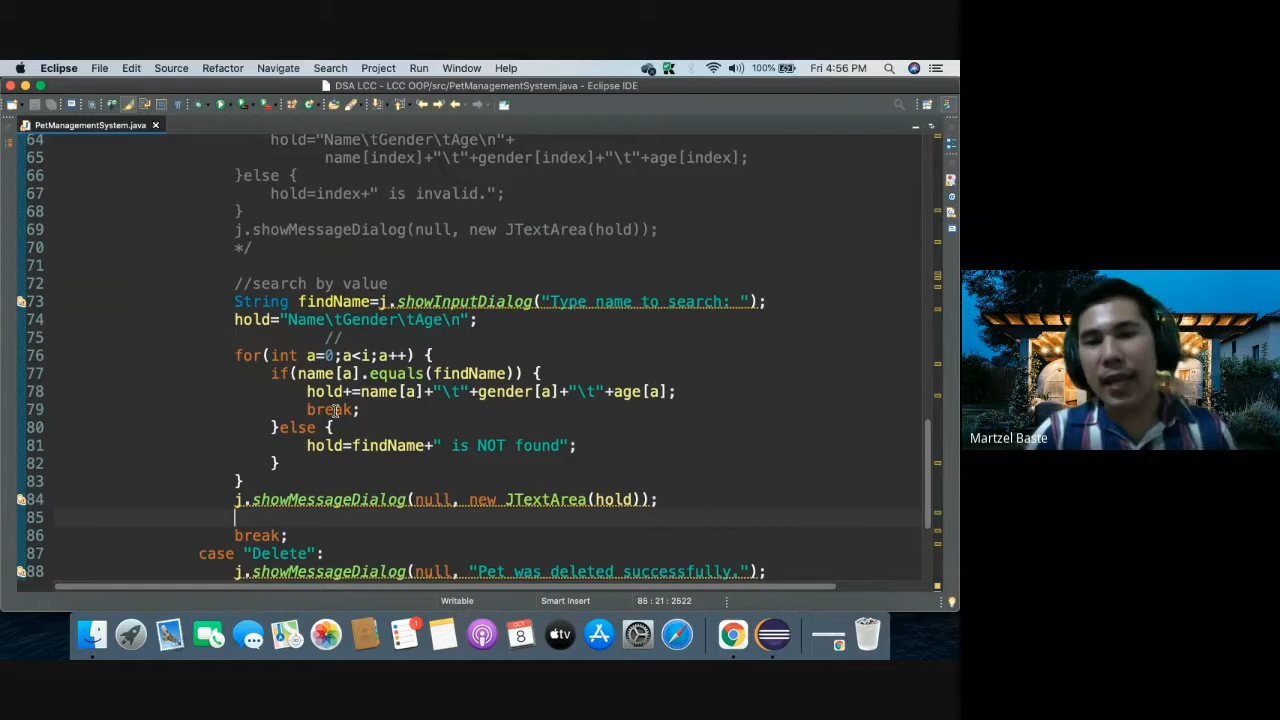 Eclipse File Edit Source Refactor Navigate Search Project Run Window Help 100% Fri 4:56 PM
DSA LCC - LCC OOP/src/PetManagementSystem.java - Eclipse IDE
PetManagementSystem.java
64 hold="Name\tGender\tAge\n"+
65 name[index]+"\t"+gender[index]+"\t"+age[index];
66 }else {
67 hold=index+" is invalid.";
68 }
69 j.showMessageDialog(null, new JTextArea(hold));
70 */
71
72 //search by value
73 String findName=j.showInputDialog("Type name to search: ");
74 hold="Name\tGender\tAge\n";
75 //
76 for(int a=0;a<i;a++) {
77 if(name[a].equals(findName)) {
78 hold+=name[a]+"\t"+gender[a]+"\t"+age[a];
79 break;
80 }else {
81 hold=findName+" is NOT found";
82 }
83 }
84 j.showMessageDialog(null, new JTextArea(hold));
85
86 break;
87 case "Delete":
88 j.showMessageDialog(null, "Pet was deleted successfully.");
Writable Smart Insert 85 : 21 : 2522
1
OCT
8
tv
Martzel Baste